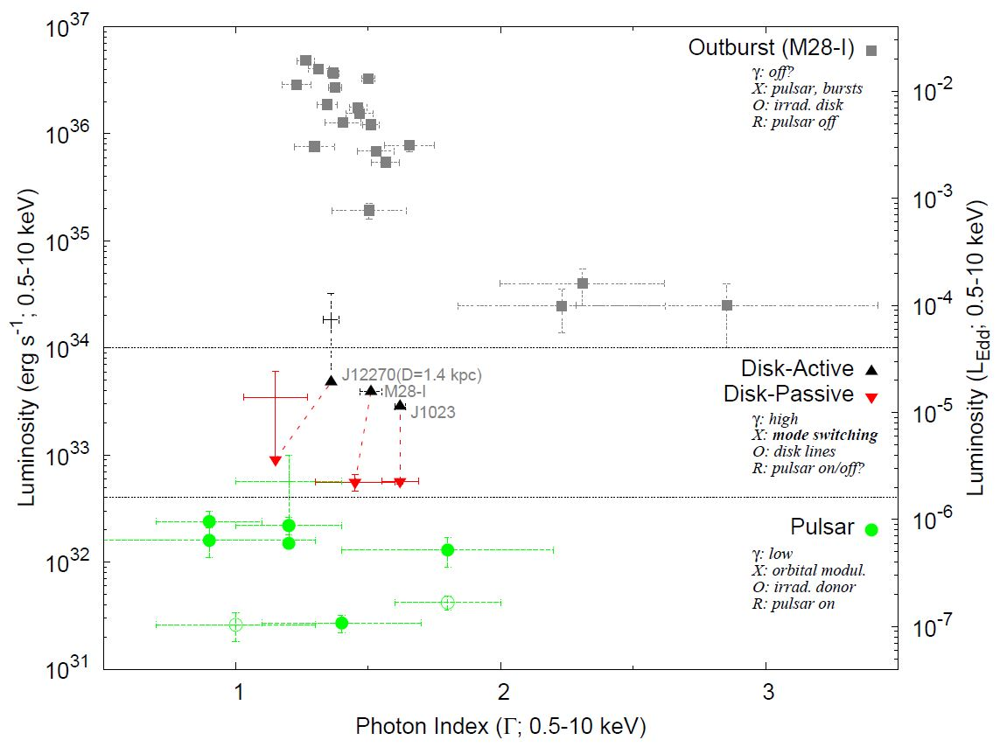 10^37
10^36
10^35
10^34
10^33
10^32
10^31
Luminosity (erg s^-1; 0.5-10 keV)
Outburst (M28-I)
γ: off?
X: pulsar, bursts
O: irrad. disk
R: pulsar off
J12270(D=1.4 kpc)
M28-I
J1023
Disk-Active
Disk-Passive
γ: high
X: mode switching
O: disk lines
R: pulsar on/off?
Pulsar
γ: low
X: orbital modul.
O: irrad. donor
R: pulsar on
10^-2
10^-3
10^-4
10^-5
10^-6
10^-7
Luminosity (L_Edd; 0.5-10 keV)
1 2 3
Photon Index (Γ; 0.5-10 keV)